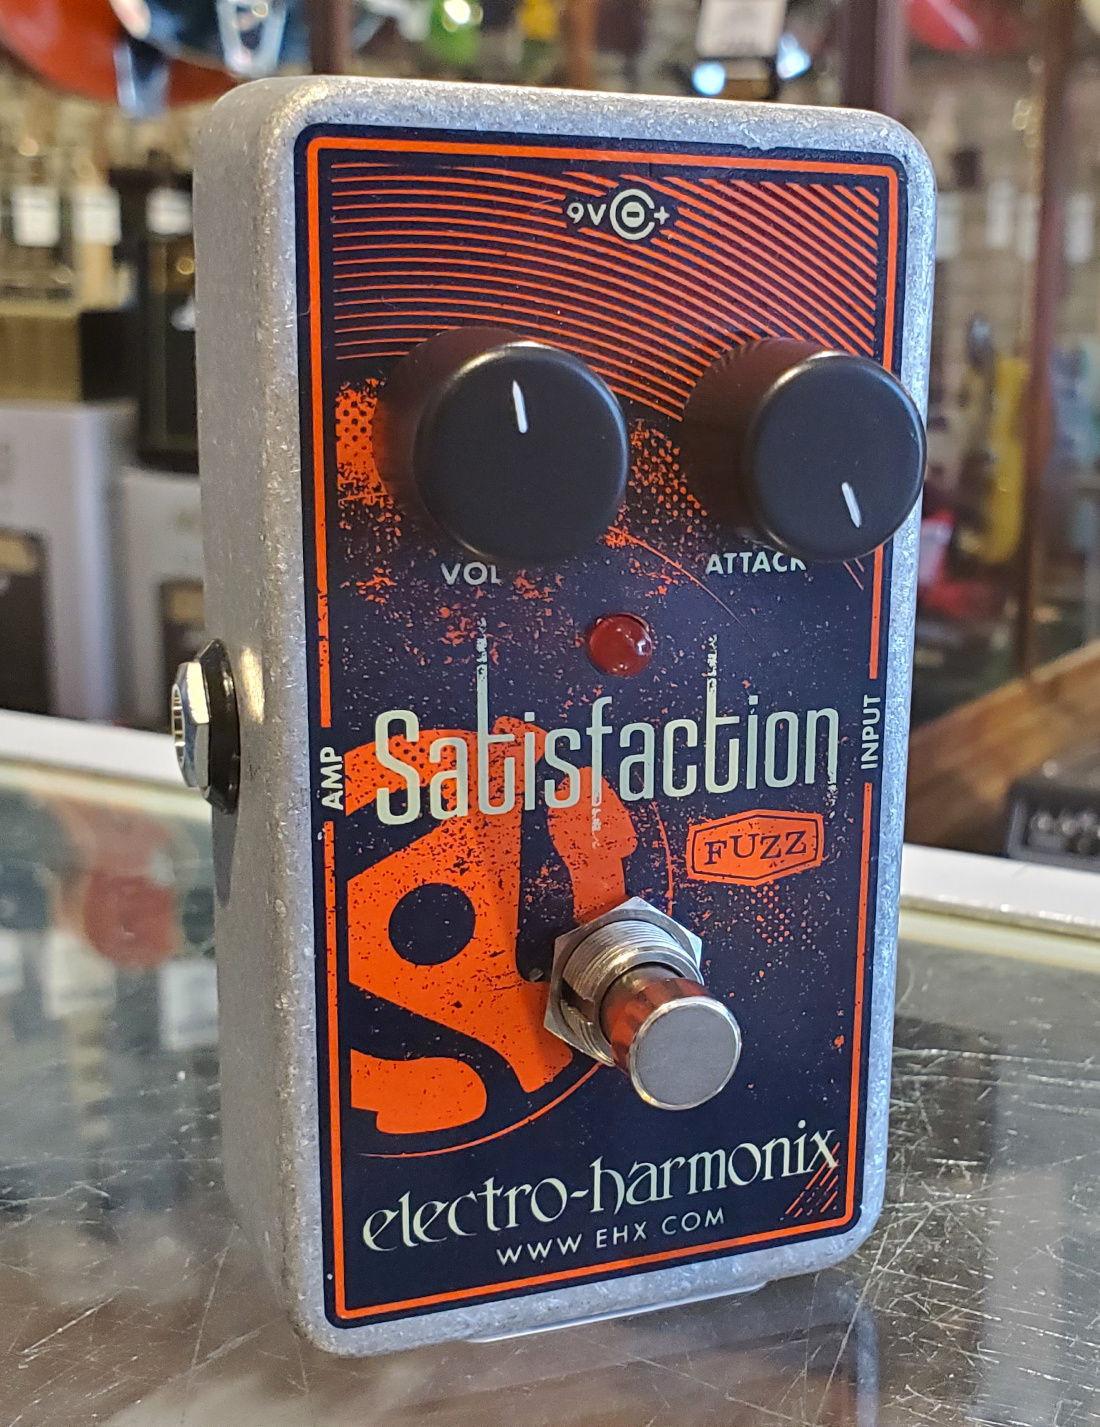 9V +
VOL
ATTACK
Satisfaction
AMP
INPUT
FUZZ
electro-harmonix
WWW EHX COM